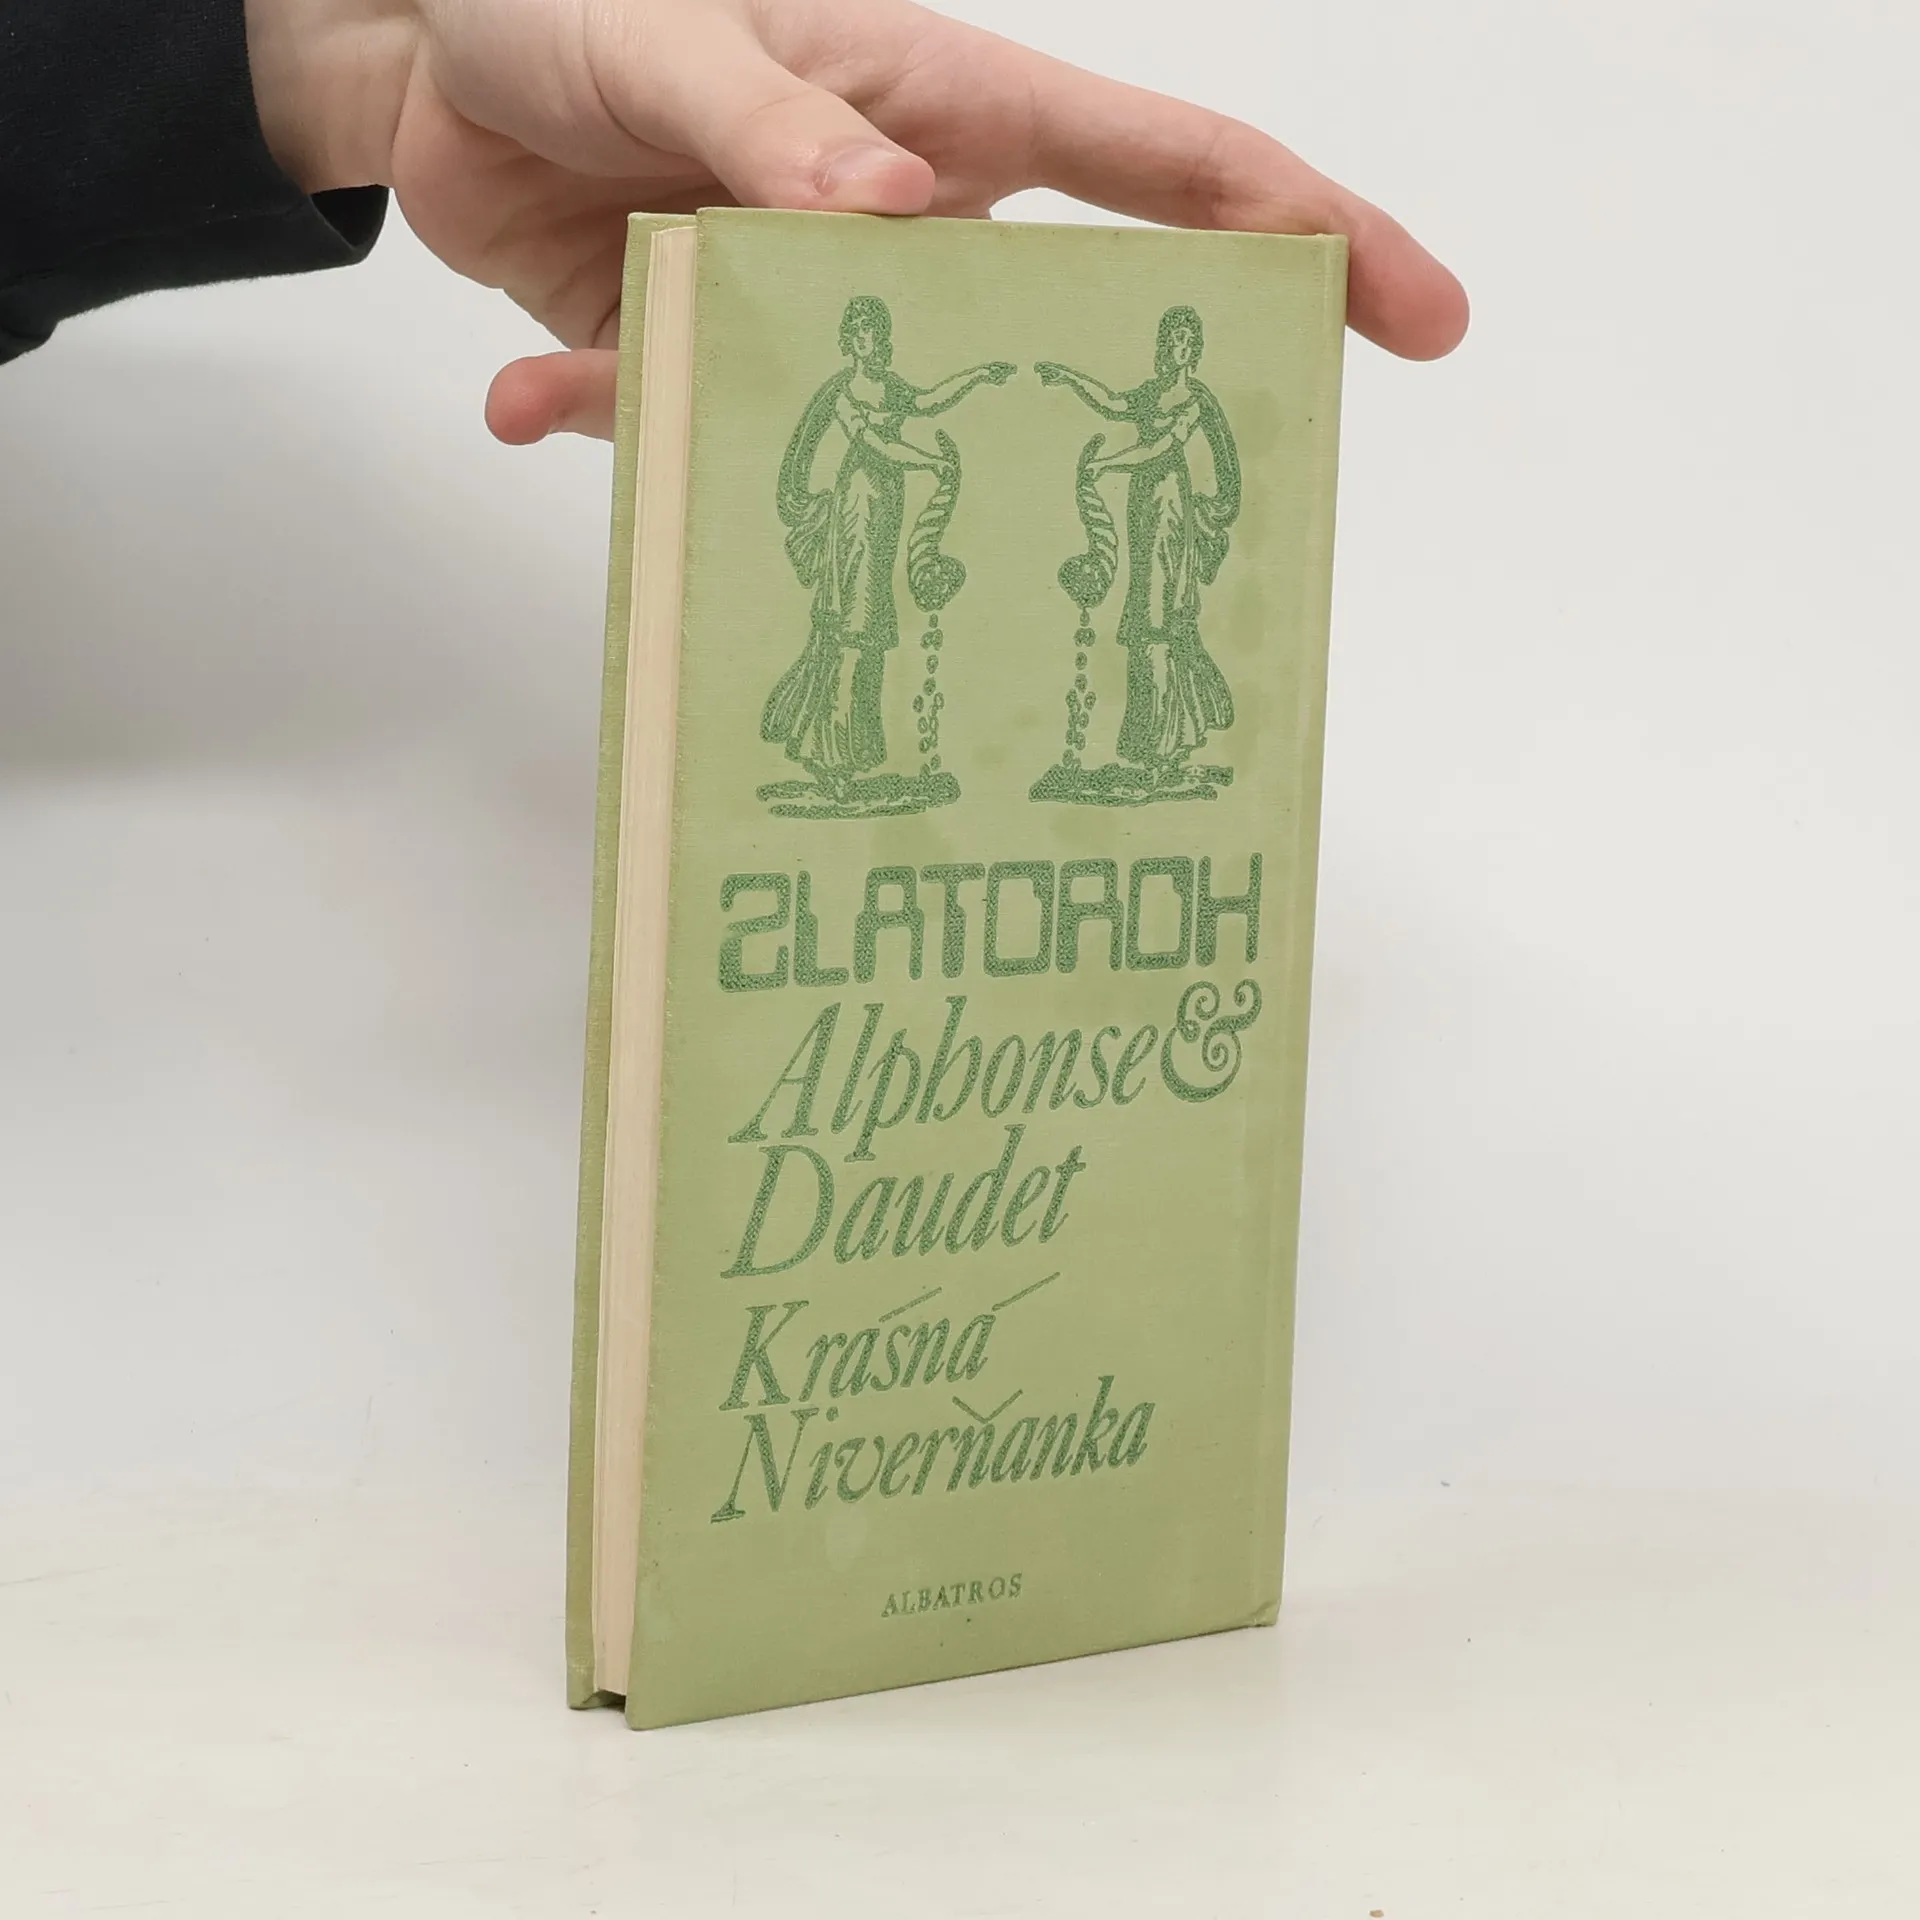 ZLATOROH
Alphonse &
Daudet
Krásná
Niverňanka
ALBATROS